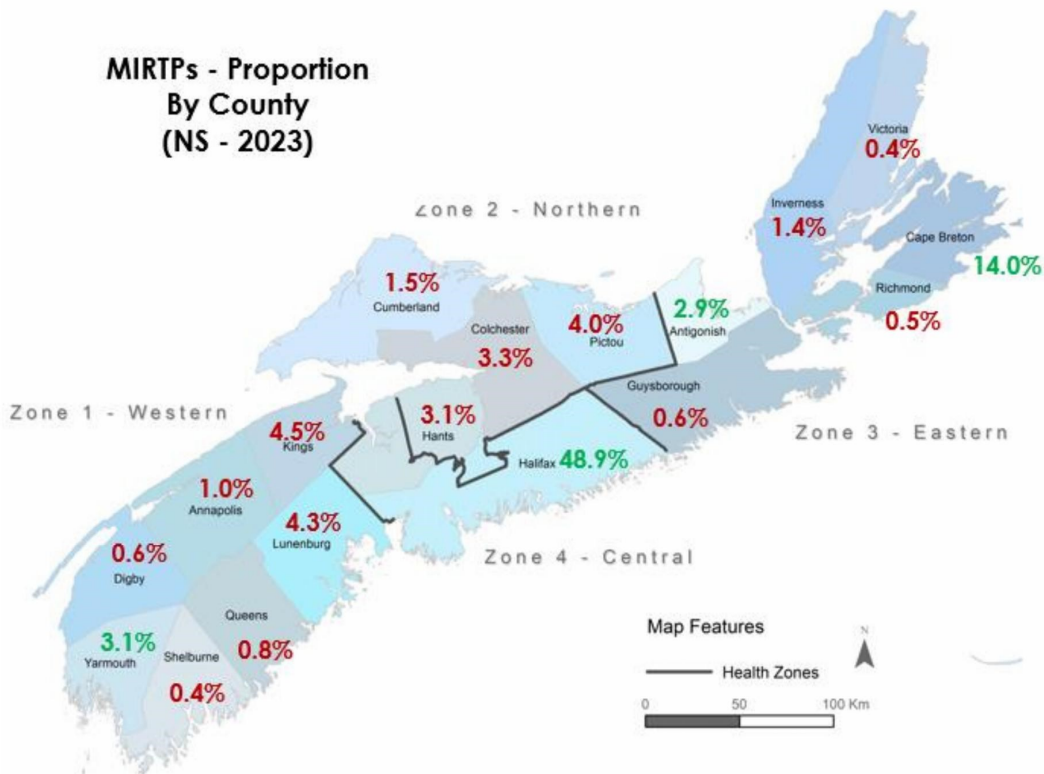 MIRTPs - Proportion
By County
(NS - 2023)
Victoria
0.4%
Zone 2 - Northern
Inverness
1.4%
Cape Breton
14.0%
1.5%
Cumberland
Richmond
0.5%
2.9%
Antigonish
4.0%
Pictou
Colchester
3.3%
Guysborough
0.6%
Zone 1 - Western
3.1%
Hants
4.5%
Kings
Zone 3 - Eastern
Halifax 48.9%
1.0%
Annapolis
4.3%
Lunenburg
0.6%
Digby
Zone 4 - Central
Queens
0.8%
3.1%
Yarmouth
Shelburne
0.4%
Map Features
N
Health Zones
0 50 100 Km